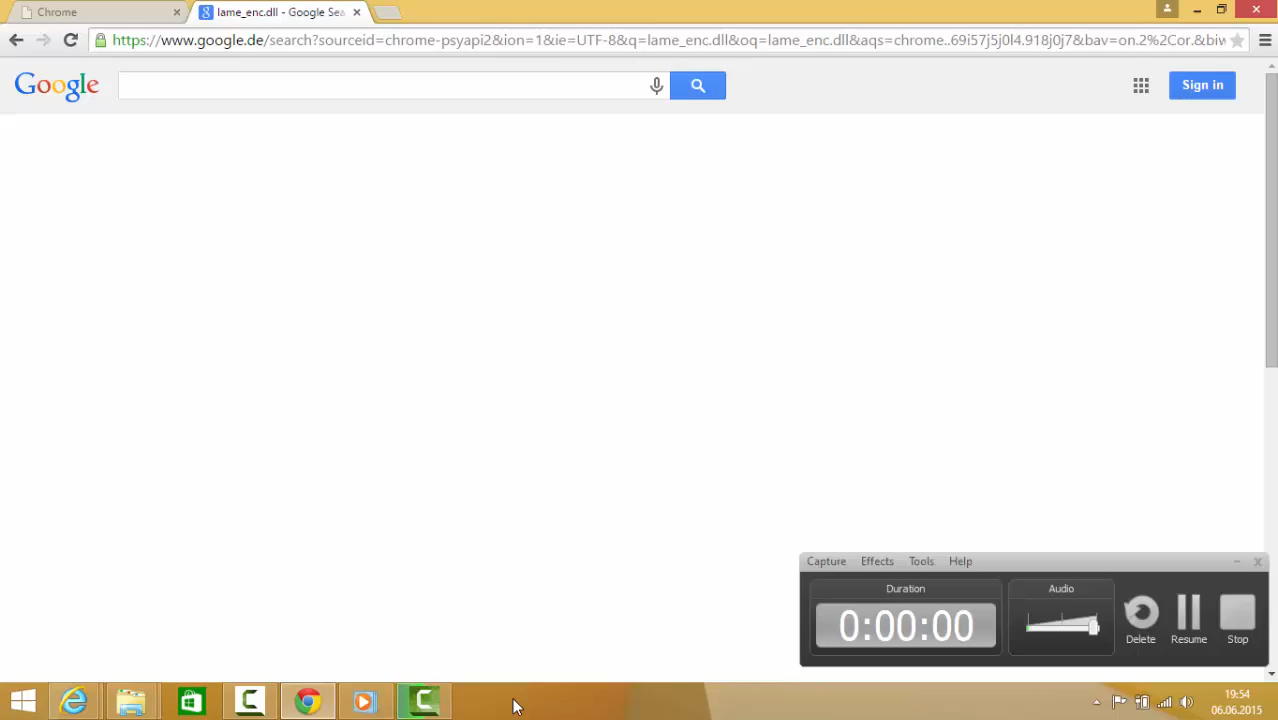 Chrome
lame_enc.dll - Google Sea
https://www.google.de/search?sourceid=chrome-psyapi2&ion=1&ie=UTF-8&q=lame_enc.dll&oq=lame_enc.dll&aqs=chrome..69i57j5j0l4.918j0j7&bav=on.2%2Cor.&biw
Google
Sign in
Capture Effects Tools Help
Duration
Audio
0:00:00
Delete
Resume
Stop
19:54
06.06.2015